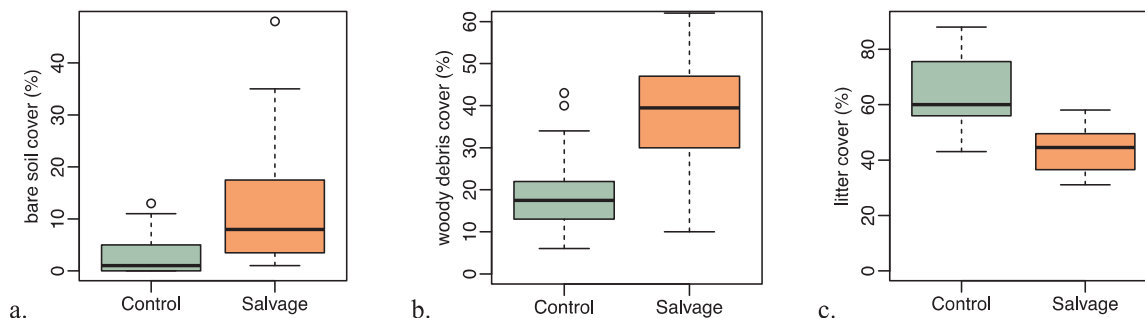 bare soil cover (%)
0
10
20
30
40
Control
Salvage
a.
woody debris cover (%)
0
10
20
30
40
50
60
Control
Salvage
b.
litter cover (%)
0
20
40
60
80
Control
Salvage
c.